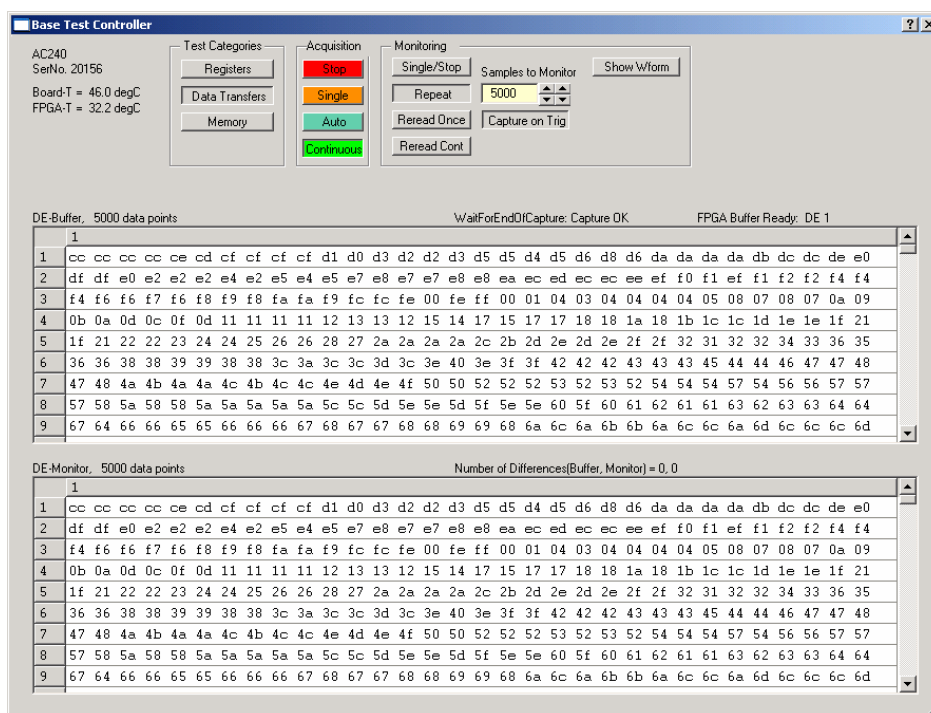 Base Test Controller
AC240
SerNo. 20156
Board-T = 46.0 degC
FPGA-T = 32.2 degC
Test Categories
Registers
Data Transfers
Memory
Acquisition
Stop
Single
Auto
Continuous
Monitoring
Single/Stop
Repeat
Reread Once
Reread Cont
Samples to Monitor
5000
Capture on Trig
Show Wform
DE-Buffer, 5000 data points WaitForEndOfCapture: Capture OK FPGA Buffer Ready: DE 1
1
1 cc cc cc cc ce cd cf cf cf cf d1 d0 d3 d2 d2 d3 d5 d5 d4 d5 d6 d8 d6 da da da da db dc dc de e0
2 df df e0 e2 e2 e2 e4 e2 e5 e4 e5 e7 e8 e7 e7 e8 e8 ea ec ed ec ec ee ef f0 f1 ef f1 f2 f2 f4 f4
3 f4 f6 f6 f7 f6 f8 f9 f8 fa fa f9 fc fc fe 00 fe ff 00 01 04 03 04 04 04 04 05 08 07 08 07 0a 09
4 0b 0a 0d 0c 0f 0d 11 11 11 11 12 13 13 12 15 14 17 15 17 17 18 18 1a 18 1b 1c 1c 1d 1e 1e 1f 21
5 1f 21 22 22 23 24 24 25 26 26 28 27 2a 2a 2a 2a 2c 2b 2d 2e 2d 2e 2f 2f 32 31 32 32 34 33 36 35
6 36 36 38 38 39 39 38 38 3c 3a 3c 3c 3d 3c 3e 40 3e 3f 3f 42 42 42 43 43 43 45 44 44 46 47 47 48
7 47 48 4a 4b 4a 4a 4c 4b 4c 4c 4e 4d 4e 4f 50 50 52 52 52 53 52 53 52 54 54 54 57 54 56 56 57 57
8 57 58 5a 58 58 5a 5a 5a 5a 5a 5c 5c 5d 5e 5e 5d 5f 5e 5e 60 5f 60 61 62 61 61 63 62 63 63 64 64
9 67 64 66 66 65 65 66 66 66 67 68 67 67 68 68 69 69 68 6a 6c 6a 6b 6b 6a 6c 6c 6a 6d 6c 6c 6c 6d
DE-Monitor, 5000 data points Number of Differences(Buffer, Monitor) = 0, 0
1
1 cc cc cc cc ce cd cf cf cf cf d1 d0 d3 d2 d2 d3 d5 d5 d4 d5 d6 d8 d6 da da da da db dc dc de e0
2 df df e0 e2 e2 e2 e4 e2 e5 e4 e5 e7 e8 e7 e7 e8 e8 ea ec ed ec ec ee ef f0 f1 ef f1 f2 f2 f4 f4
3 f4 f6 f6 f7 f6 f8 f9 f8 fa fa f9 fc fc fe 00 fe ff 00 01 04 03 04 04 04 04 05 08 07 08 07 0a 09
4 0b 0a 0d 0c 0f 0d 11 11 11 11 12 13 13 12 15 14 17 15 17 17 18 18 1a 18 1b 1c 1c 1d 1e 1e 1f 21
5 1f 21 22 22 23 24 24 25 26 26 28 27 2a 2a 2a 2a 2c 2b 2d 2e 2d 2e 2f 2f 32 31 32 32 34 33 36 35
6 36 36 38 38 39 39 38 38 3c 3a 3c 3c 3d 3c 3e 40 3e 3f 3f 42 42 42 43 43 43 45 44 44 46 47 47 48
7 47 48 4a 4b 4a 4a 4c 4b 4c 4c 4e 4d 4e 4f 50 50 52 52 52 53 52 53 52 54 54 54 57 54 56 56 57 57
8 57 58 5a 58 58 5a 5a 5a 5a 5a 5c 5c 5d 5e 5e 5d 5f 5e 5e 60 5f 60 61 62 61 61 63 62 63 63 64 64
9 67 64 66 66 65 65 66 66 66 67 68 67 67 68 68 69 69 68 6a 6c 6a 6b 6b 6a 6c 6c 6a 6d 6c 6c 6c 6d